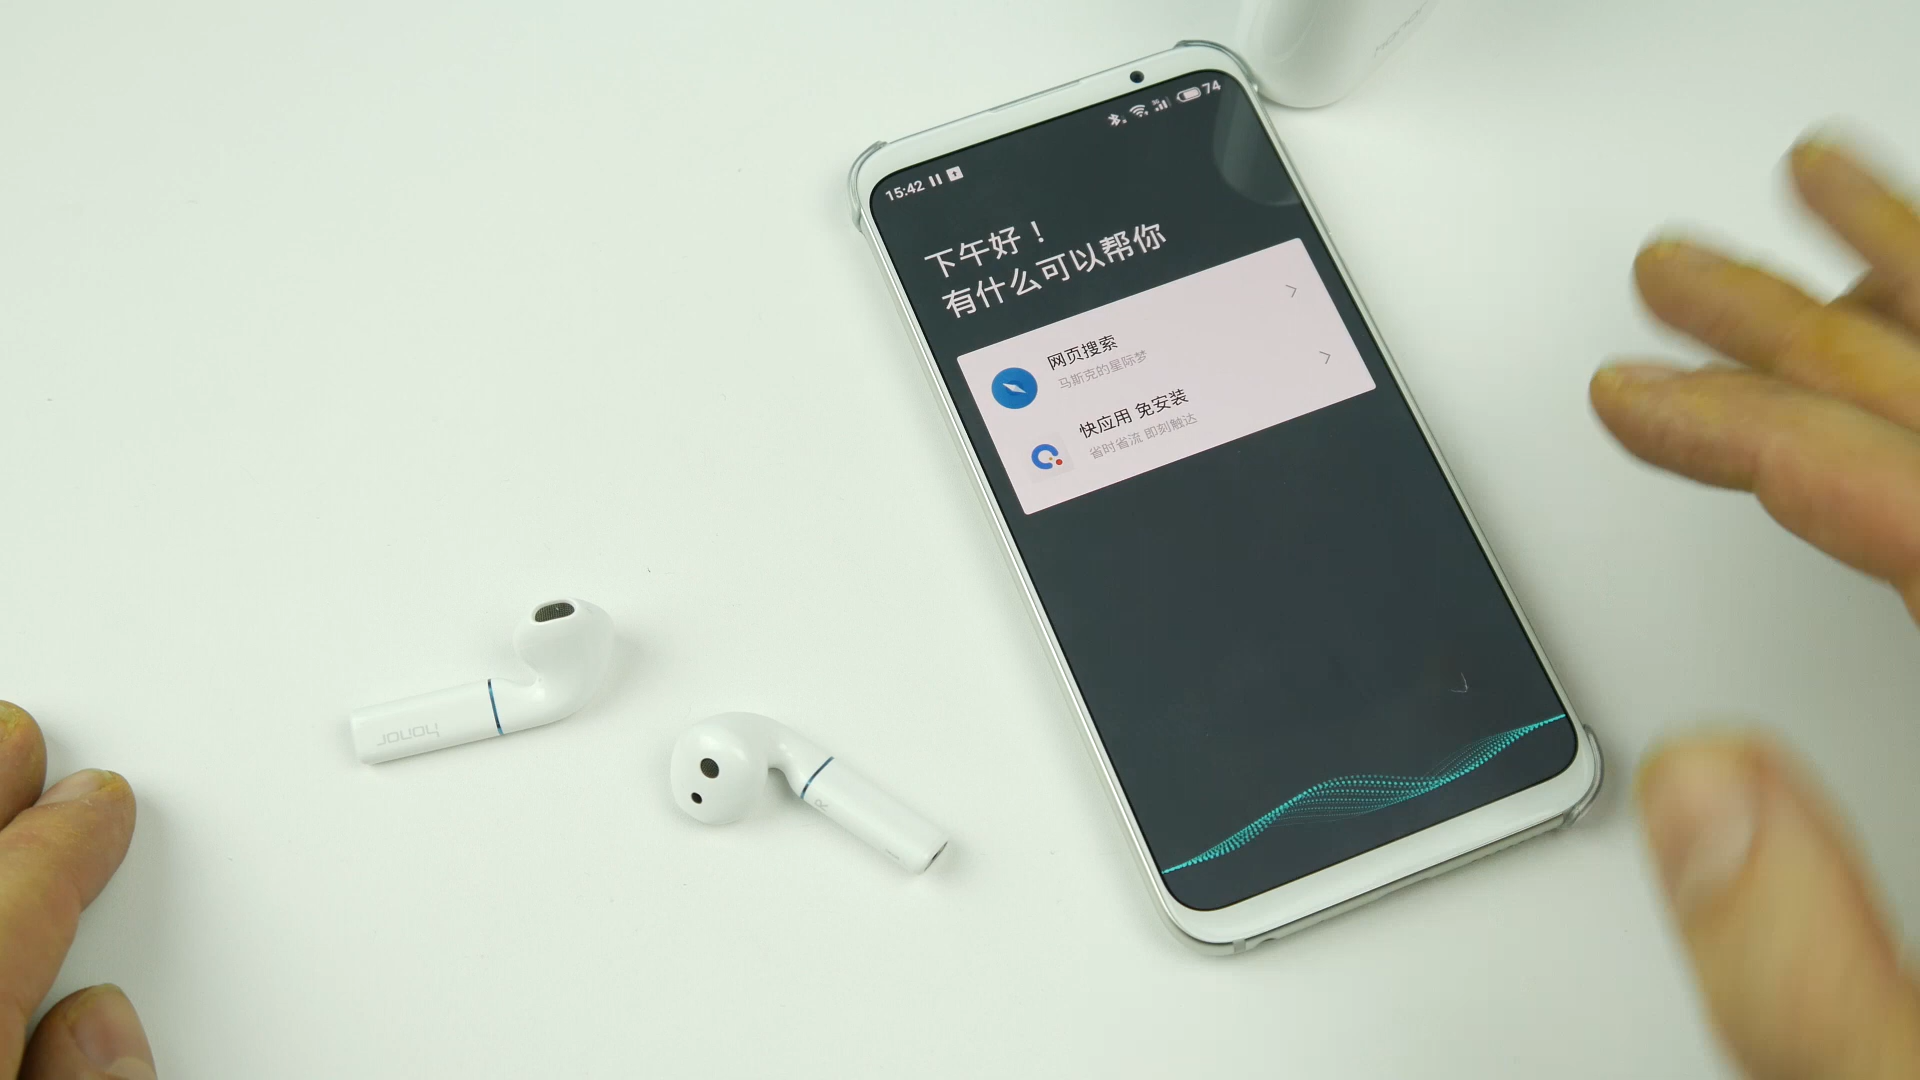 15:42
74
下午好！
有什么可以帮你
网页搜索
马斯克的星际梦
快应用 免安装
省时省流 即刻触达
honor
R
honor